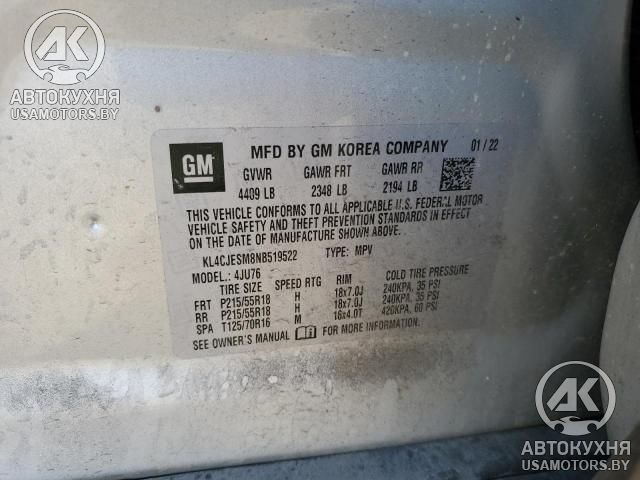 AK
АВТОКУХНЯ
USAMOTORS.BY
GM
MFD BY GM KOREA COMPANY 01 / 22
GVWR GAWR FRT GAWR RR
4409 LB 2348 LB 2194 LB
THIS VEHICLE CONFORMS TO ALL APPLICABLE U.S. FEDERAL MOTOR
VEHICLE SAFETY AND THEFT PREVENTION STANDARDS IN EFFECT
ON THE DATE OF MANUFACTURE SHOWN ABOVE.
KL4CJESM8NB519522 TYPE: MPV
MODEL: 4JU76
TIRE SIZE SPEED RTG RIM COLD TIRE PRESSURE
FRT P215/55R18 H 18x7.0J 240KPA, 35 PSI
RR P215/55R18 H 18x7.0J 240KPA, 35 PSI
SPA T125/70R16 M 16x4.0T 420KPA, 60 PSI
SEE OWNER'S MANUAL FOR MORE INFORMATION.
AK
АВТОКУХНЯ
USAMOTORS.BY